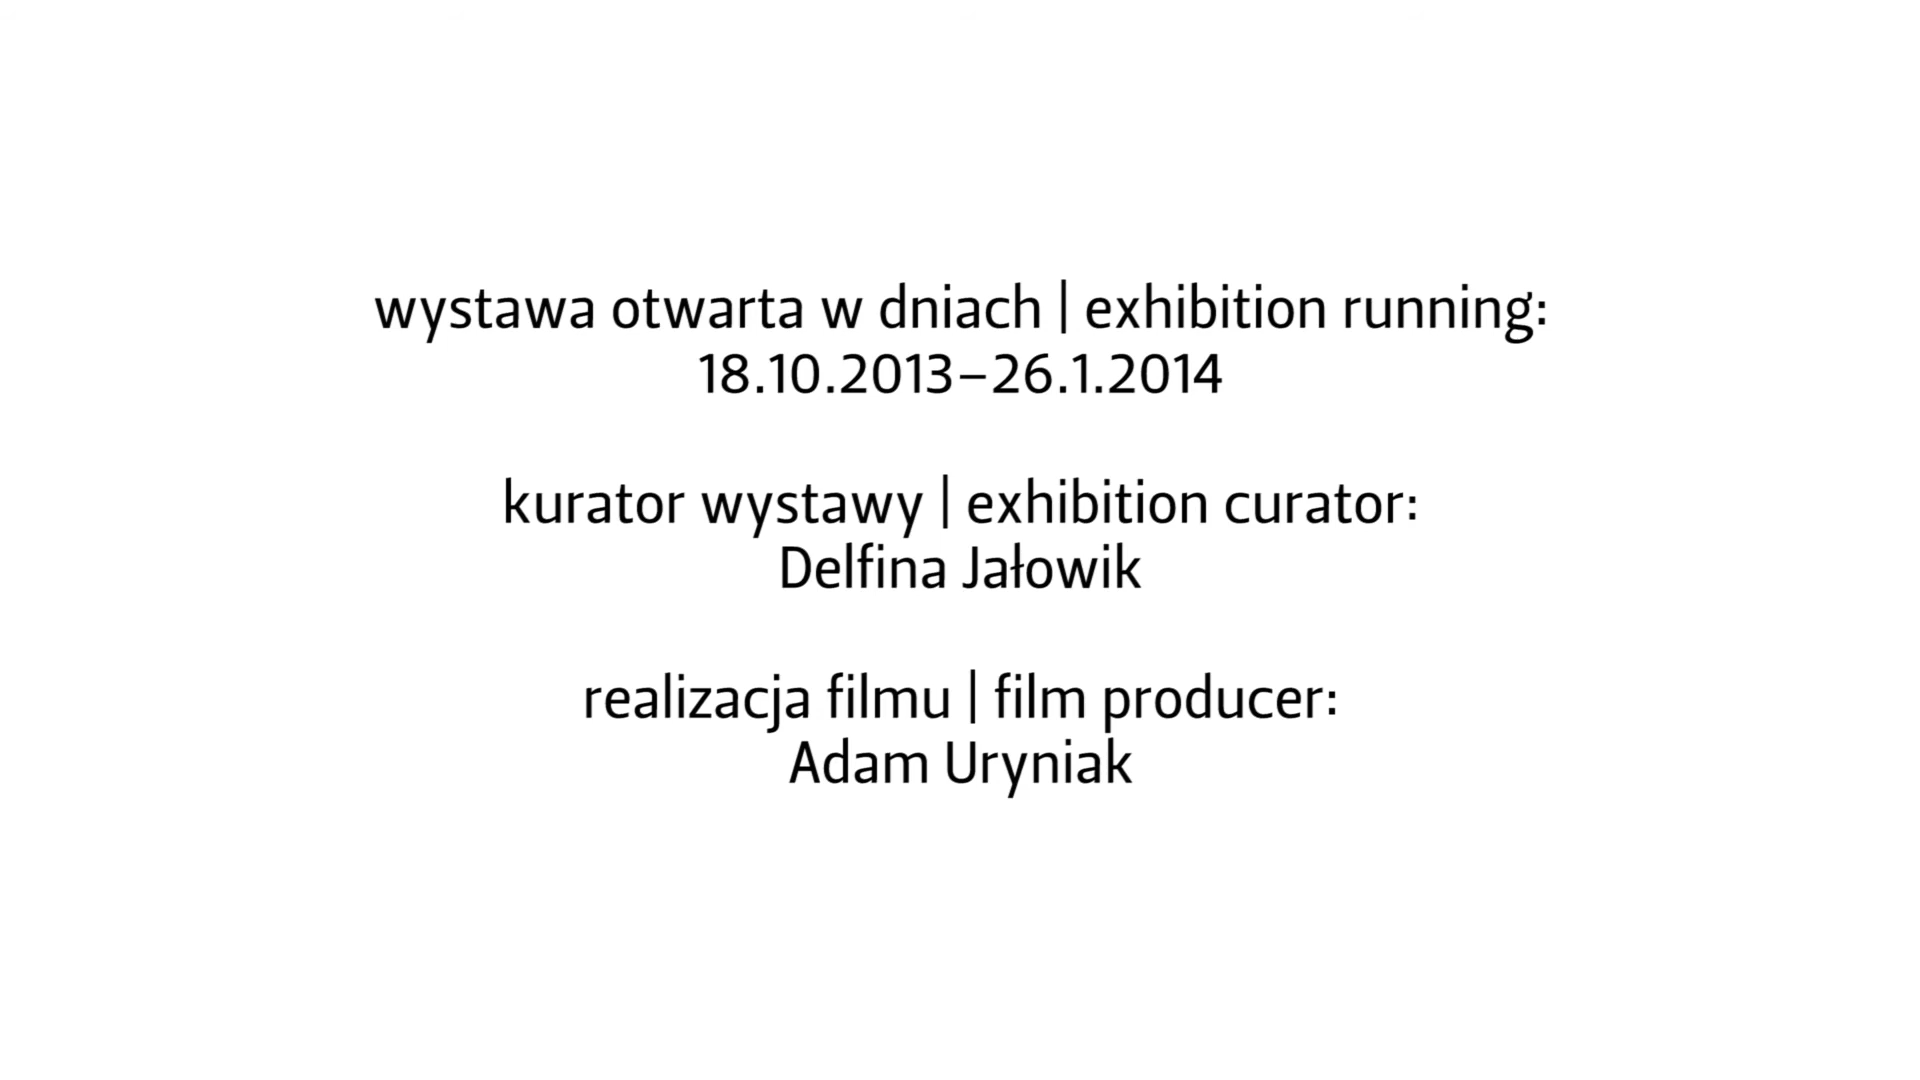 wystawa otwarta w dniach | exhibition running:
18.10.2013–26.1.2014
kurator wystawy | exhibition curator:
Delfina Jałowik
realizacja filmu | film producer:
Adam Uryniak